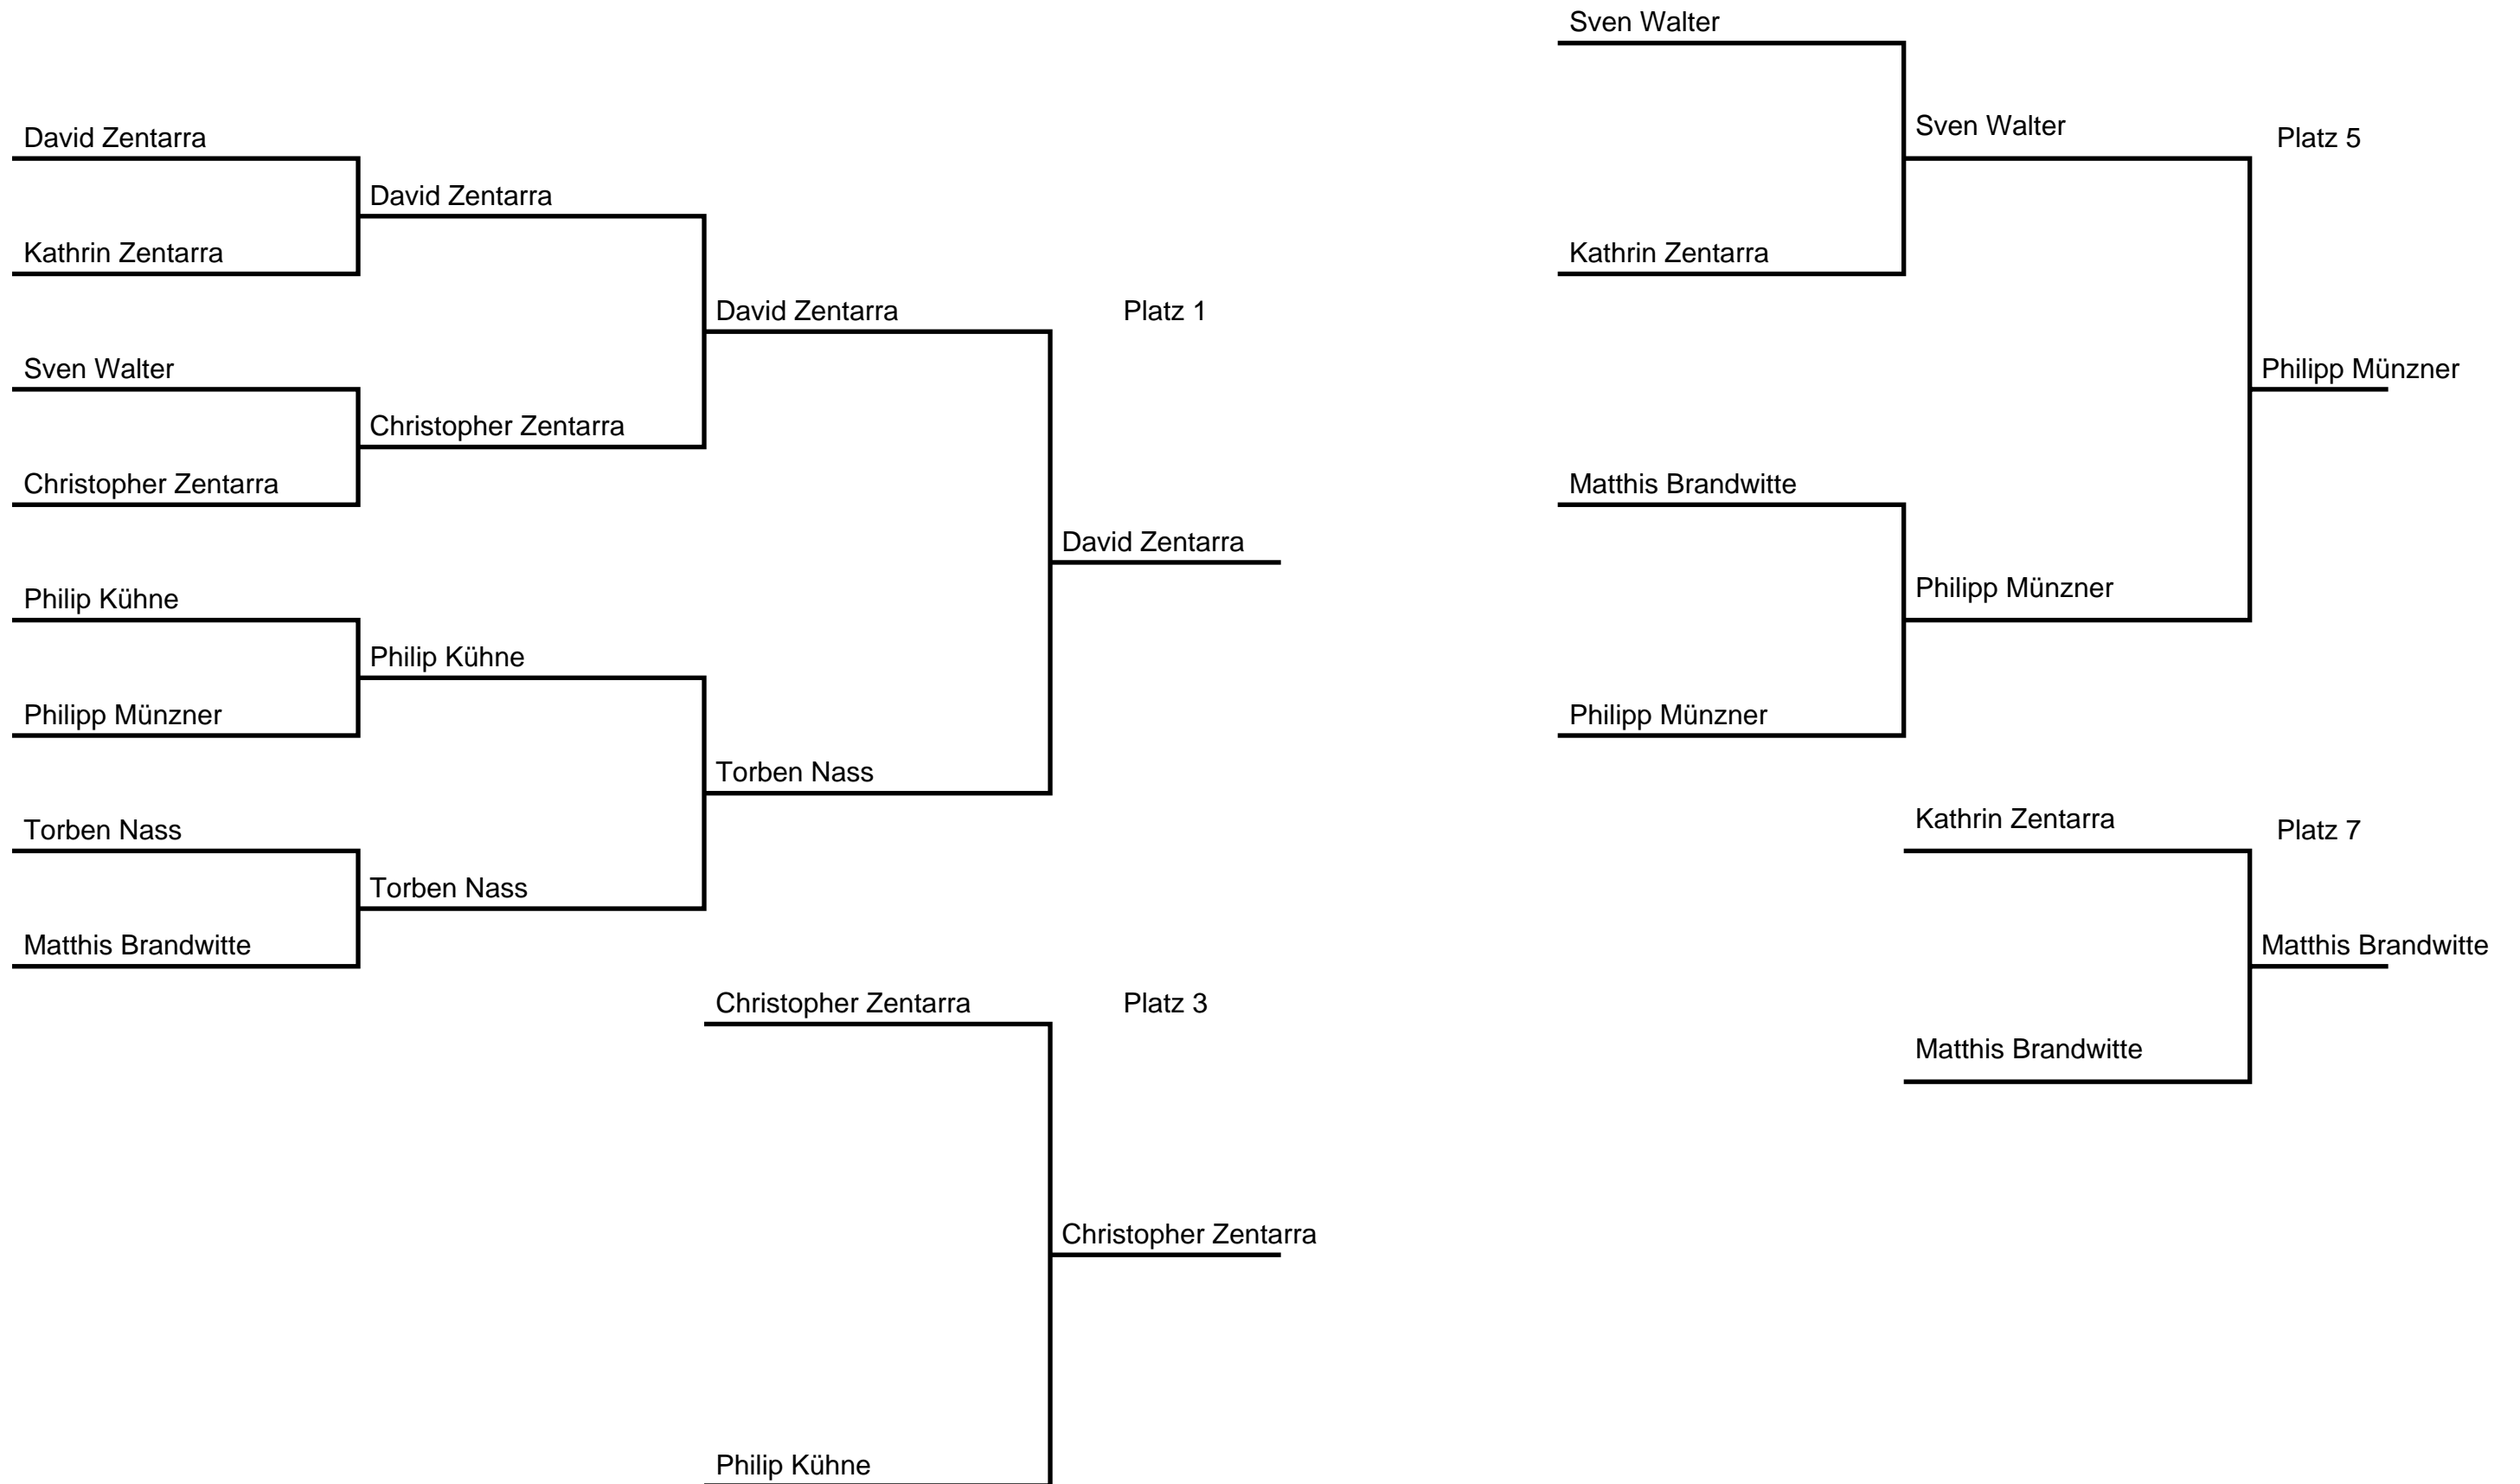 David Zentarra
Kathrin Zentarra
Sven Walter
Christopher Zentarra
Philip Kühne
Philipp Münzner
Torben Nass
Matthis Brandwitte
David Zentarra
Christopher Zentarra
Philip Kühne
Torben Nass
David Zentarra
Torben Nass
Platz 1
David Zentarra
Christopher Zentarra
Platz 3
Philip Kühne
Christopher Zentarra
Sven Walter
Kathrin Zentarra
Matthis Brandwitte
Philipp Münzner
Sven Walter
Philipp Münzner
Platz 5
Philipp Münzner
Kathrin Zentarra
Matthis Brandwitte
Platz 7
Matthis Brandwitte